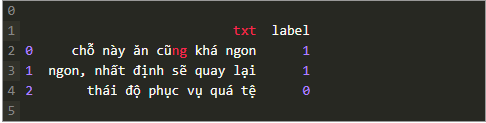 0
1 txt label
2 0 chỗ này ăn cũng khá ngon 1
3 1 ngon, nhất định sẽ quay lại 1
4 2 thái độ phục vụ quá tệ 0
5